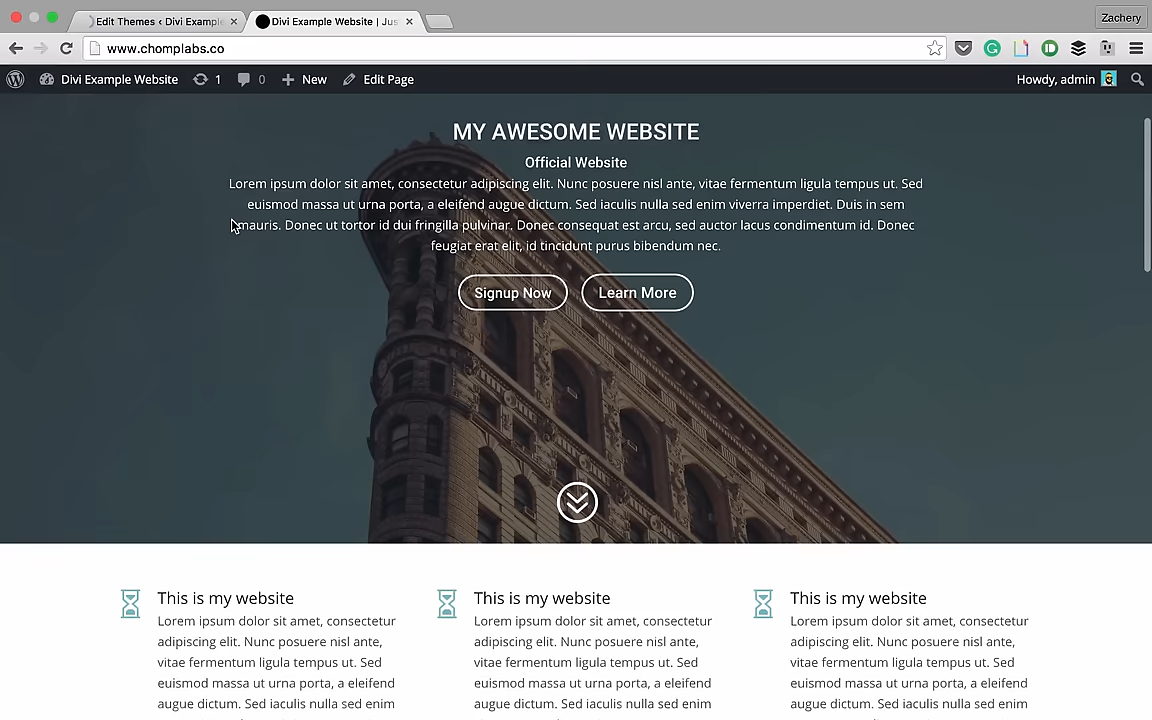 Edit Themes ‹ Divi Example
Divi Example Website | Jus
Zachery
www.chomplabs.co
Divi Example Website 1 0 New Edit Page Howdy, admin
MY AWESOME WEBSITE
Official Website
Lorem ipsum dolor sit amet, consectetur adipiscing elit. Nunc posuere nisl ante, vitae fermentum ligula tempus ut. Sed
euismod massa ut urna porta, a eleifend augue dictum. Sed iaculis nulla sed enim viverra imperdiet. Duis in sem
mauris. Donec ut tortor id dui fringilla pulvinar. Donec consequat est arcu, sed auctor lacus condimentum id. Donec
feugiat erat elit, id tincidunt purus bibendum nec.
Signup Now
Learn More
This is my website
Lorem ipsum dolor sit amet, consectetur
adipiscing elit. Nunc posuere nisl ante,
vitae fermentum ligula tempus ut. Sed
euismod massa ut urna porta, a eleifend
augue dictum. Sed iaculis nulla sed enim
This is my website
Lorem ipsum dolor sit amet, consectetur
adipiscing elit. Nunc posuere nisl ante,
vitae fermentum ligula tempus ut. Sed
euismod massa ut urna porta, a eleifend
augue dictum. Sed iaculis nulla sed enim
This is my website
Lorem ipsum dolor sit amet, consectetur
adipiscing elit. Nunc posuere nisl ante,
vitae fermentum ligula tempus ut. Sed
euismod massa ut urna porta, a eleifend
augue dictum. Sed iaculis nulla sed enim